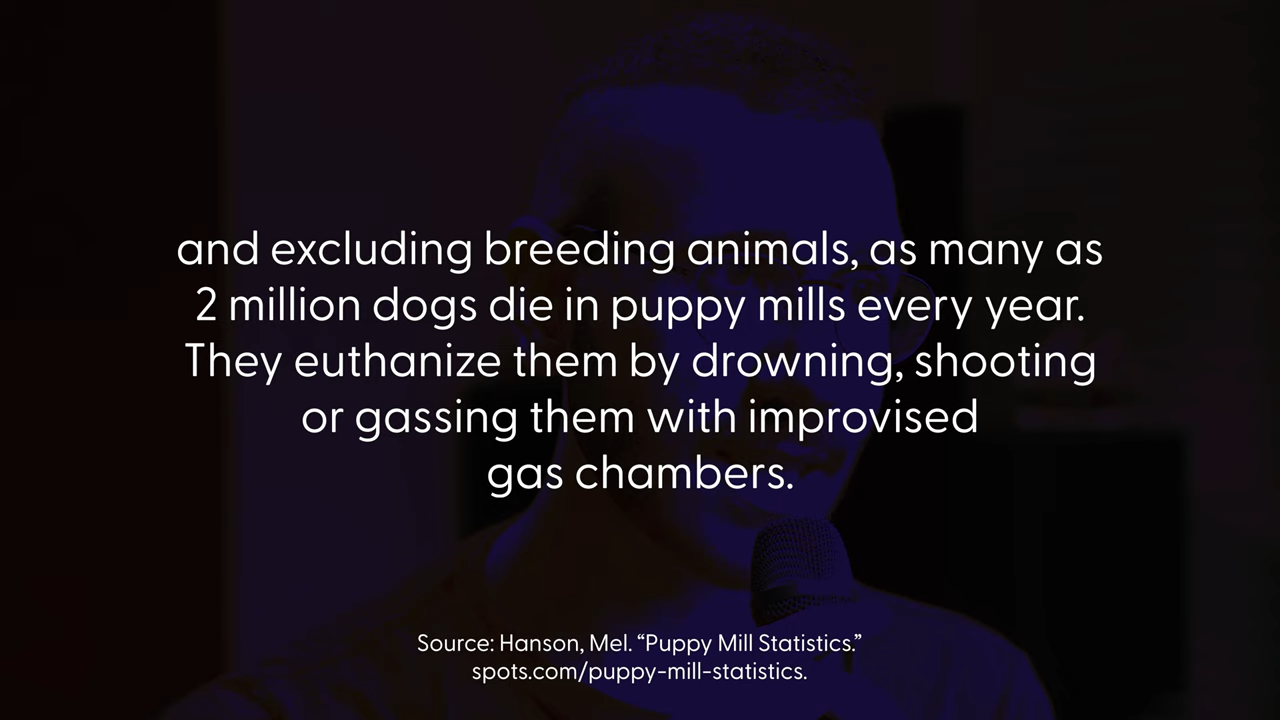 and excluding breeding animals, as many as
2 million dogs die in puppy mills every year.
They euthanize them by drowning, shooting
or gassing them with improvised
gas chambers.
Source: Hanson, Mel. “Puppy Mill Statistics.”
spots.com/puppy-mill-statistics.